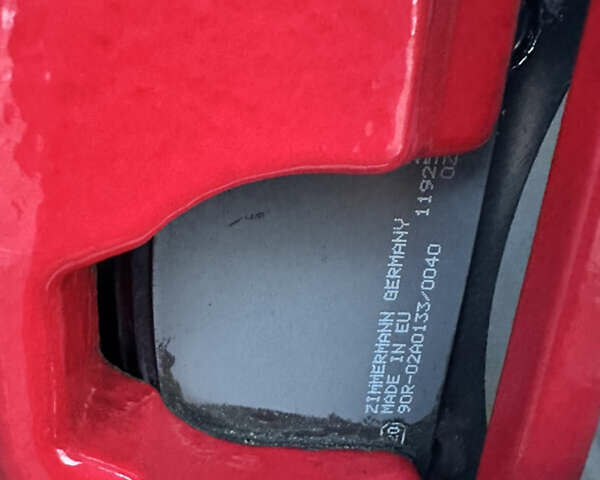 ZIMMERMANN GERMANY
MADE IN EU
90R-02A0133/0040